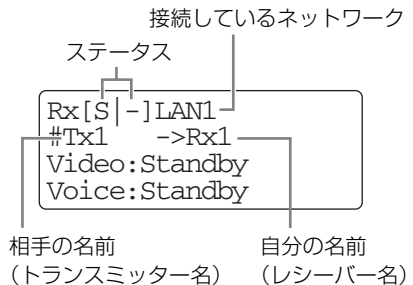 接続しているネットワーク
ステータス
Rx[S|-]LAN1
#Tx1 ->Rx1
Video:Standby
Voice:Standby
相手の名前 自分の名前
（トランスミッター名） （レシーバー名）